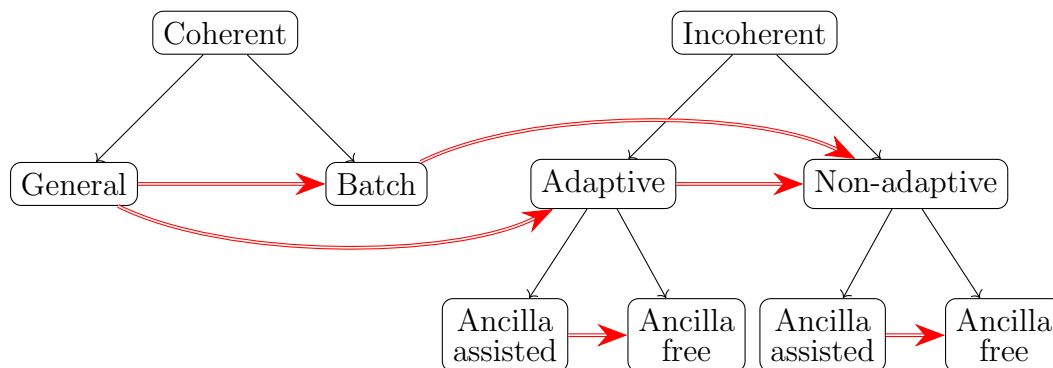 Coherent
Incoherent
General
Batch
Adaptive
Non-adaptive
Ancilla
assisted
Ancilla
free
Ancilla
assisted
Ancilla
free